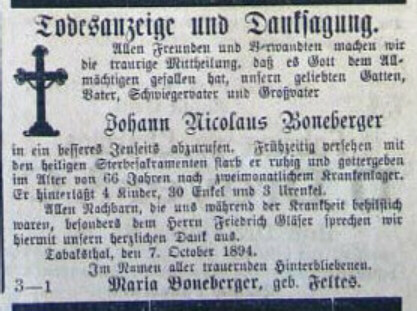 Todesanzeige und Danksagung.
Allen Freunden und Verwandten machen wir
die traurige Mittheilung, daß es Gott dem All-
mächtigen gefallen hat, unsern geliebten Gatten,
Vater, Schwiegervater und Großvater
Johann Nicolaus Boneberger
in ein besseres Jenseits abzurufen. Frühzeitig versehen mit
den heiligen Sterbesakramenten starb er ruhig und gottergeben
im Alter von 66 Jahren nach zweimonatlichem Krankenlager.
Er hinterläßt 4 Kinder, 30 Enkel und 3 Urenkel.
Allen Nachbarn, die uns während der Krankheit behilflich
waren, besonders dem Herrn Friedrich Gläser sprechen wir
hiermit unsern herzlichen Dank aus.
Tabaksthal, den 7. October 1894.
Im Namen aller trauernden Hinterbliebenen.
3—1 Maria Boneberger, geb. Feltes.